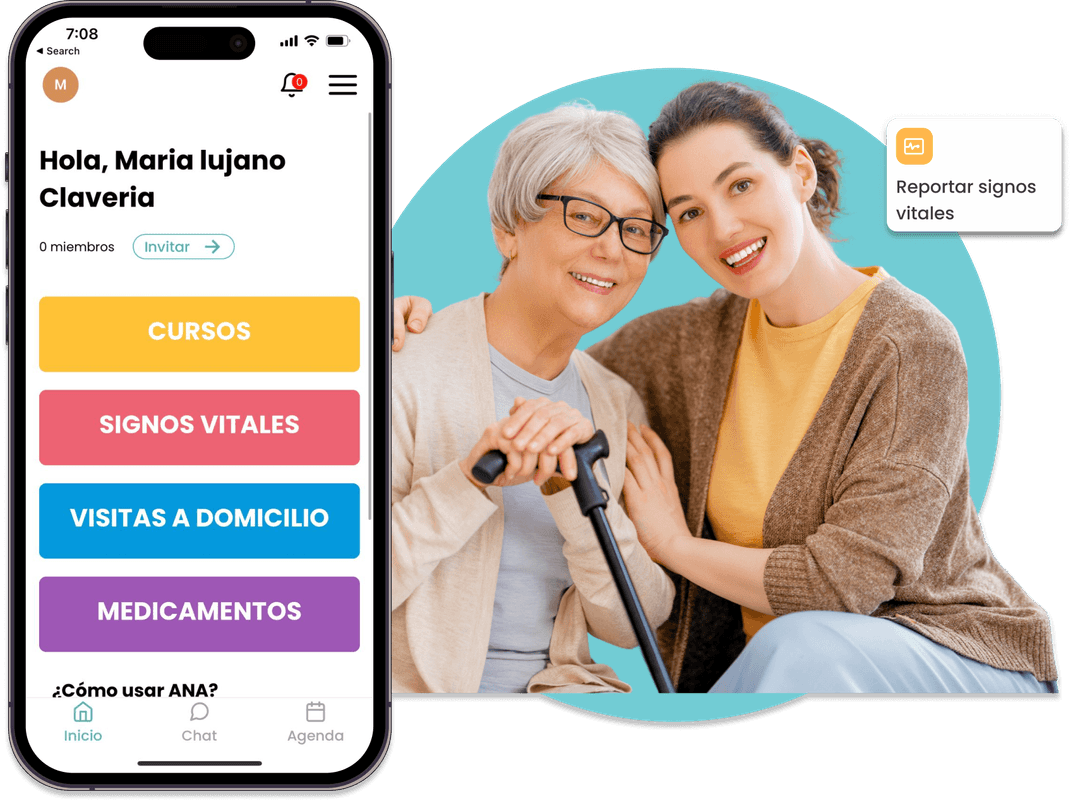 7:08
◀ Search
M
0
Hola, Maria lujano
Claveria
0 miembros
Invitar →
CURSOS
SIGNOS VITALES
VISITAS A DOMICILIO
MEDICAMENTOS
¿Cómo usar ANA?
Inicio
Chat
Agenda
Reportar signos
vitales